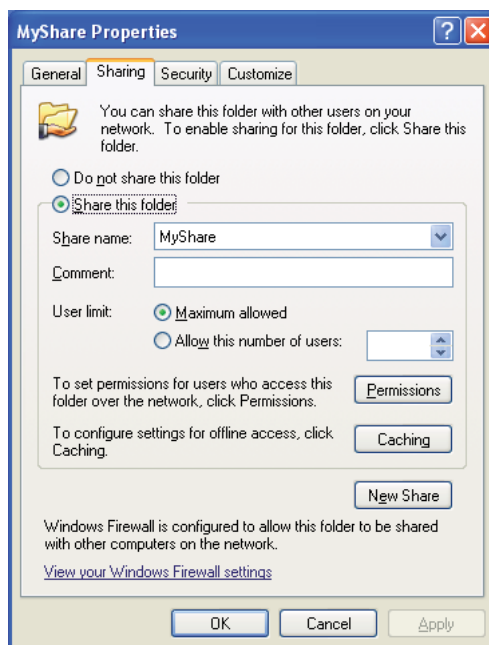 MyShare Properties
General Sharing Security Customize
You can share this folder with other users on your
network. To enable sharing for this folder, click Share this
folder.
Do not share this folder
Share this folder
Share name: MyShare
Comment:
User limit: Maximum allowed
Allow this number of users:
To set permissions for users who access this
folder over the network, click Permissions.
Permissions
To configure settings for offline access, click
Caching.
Caching
New Share
Windows Firewall is configured to allow this folder to be shared
with other computers on the network.
View your Windows Firewall settings
OK Cancel Apply